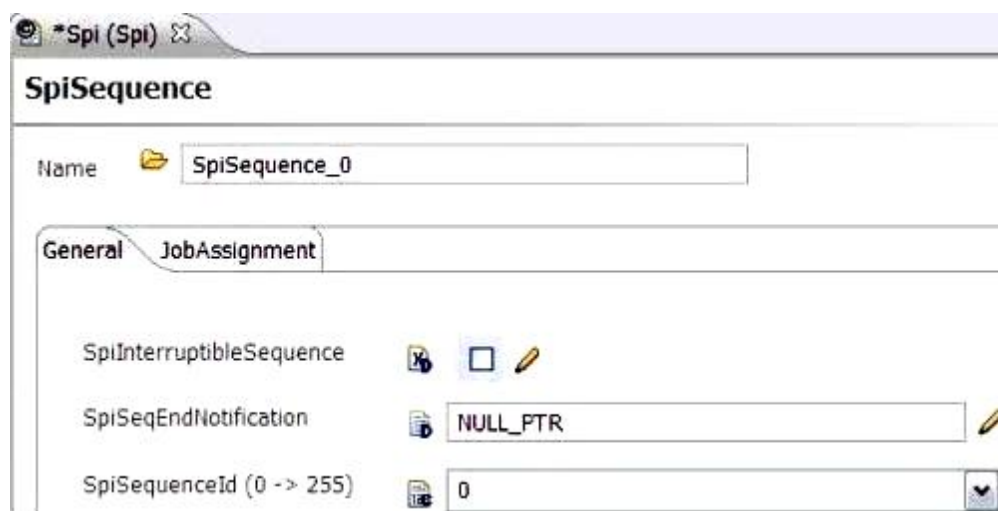 *Spi (Spi)
SpiSequence
Name SpiSequence_0
General JobAssignment
SpiInterruptibleSequence
SpiSeqEndNotification NULL_PTR
SpiSequenceId (0 -> 255) 0